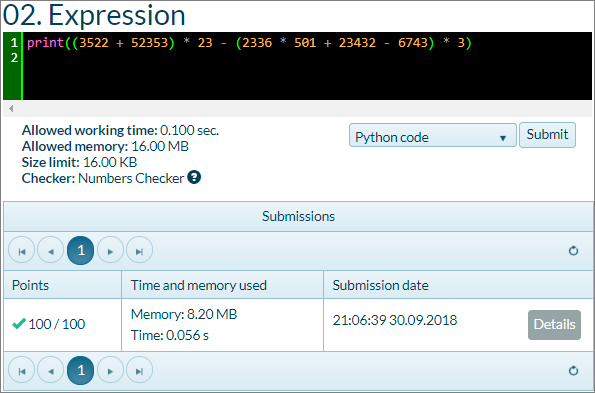 02. Expression
1 print((3522 + 52353) * 23 - (2336 * 501 + 23432 - 6743) * 3)
2
Allowed working time: 0.100 sec.
Allowed memory: 16.00 MB
Size limit: 16.00 KB
Checker: Numbers Checker ?
Python code
Submit
Submissions
1
Points Time and memory used Submission date
100 / 100
Memory: 8.20 MB
Time: 0.056 s
21:06:39 30.09.2018
Details
1